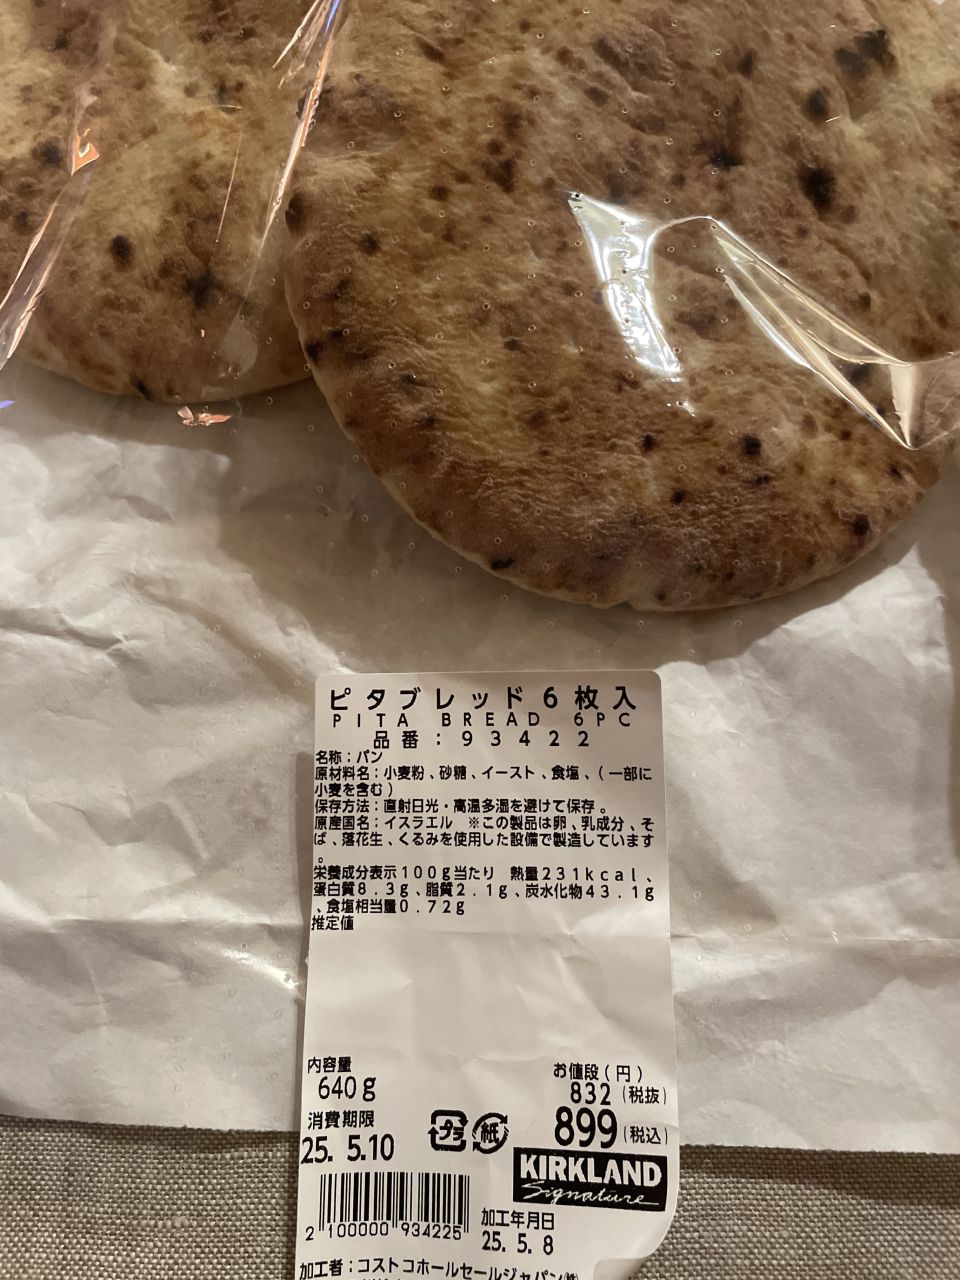 ピタブレッド6枚入
PITA BREAD 6PC
品番：93422
名称：パン
原材料名：小麦粉、砂糖、イースト、食塩、（一部に
小麦を含む）
保存方法：直射日光・高温多湿を避けて保存。
原産国名：イスラエル ※この製品は卵、乳成分、そ
ば、落花生、くるみを使用した設備で製造しています
。
栄養成分表示100g当たり 熱量231kcal、
蛋白質8.3g、脂質2.1g、炭水化物43.1g
、食塩相当量0.72g
推定値
内容量
640g
お値段(円)
832(税抜)
消費期限
25. 5.10
プラ 紙
899(税込)
KIRKLAND
Signature
2 100000 934225
加工年月日
25. 5. 8
加工者：コストコホールセールジャパン㈱